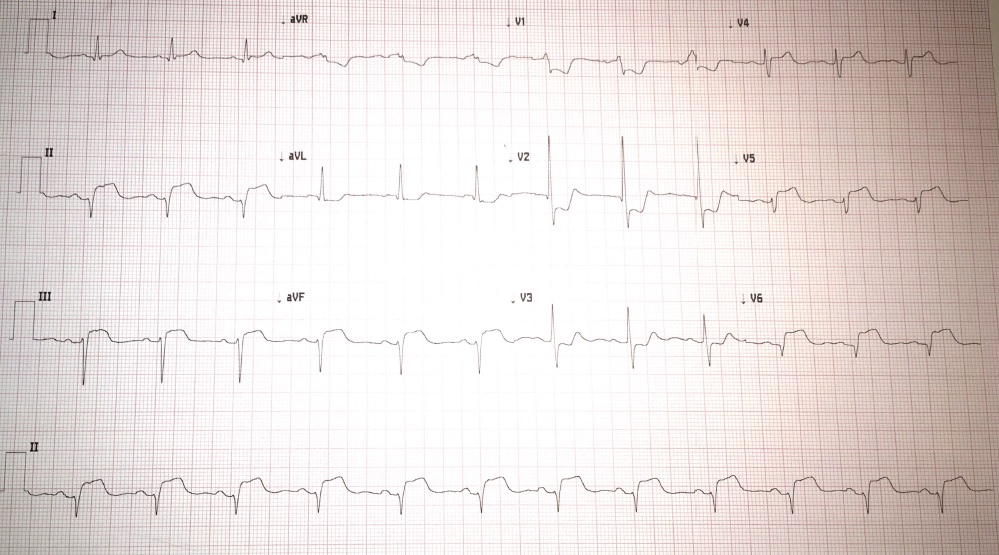 I ↓ aVR ↓ V1 ↓ V4
II ↓ aVL ↓ V2 ↓ V5
III ↓ aVF ↓ V3 ↓ V6
II